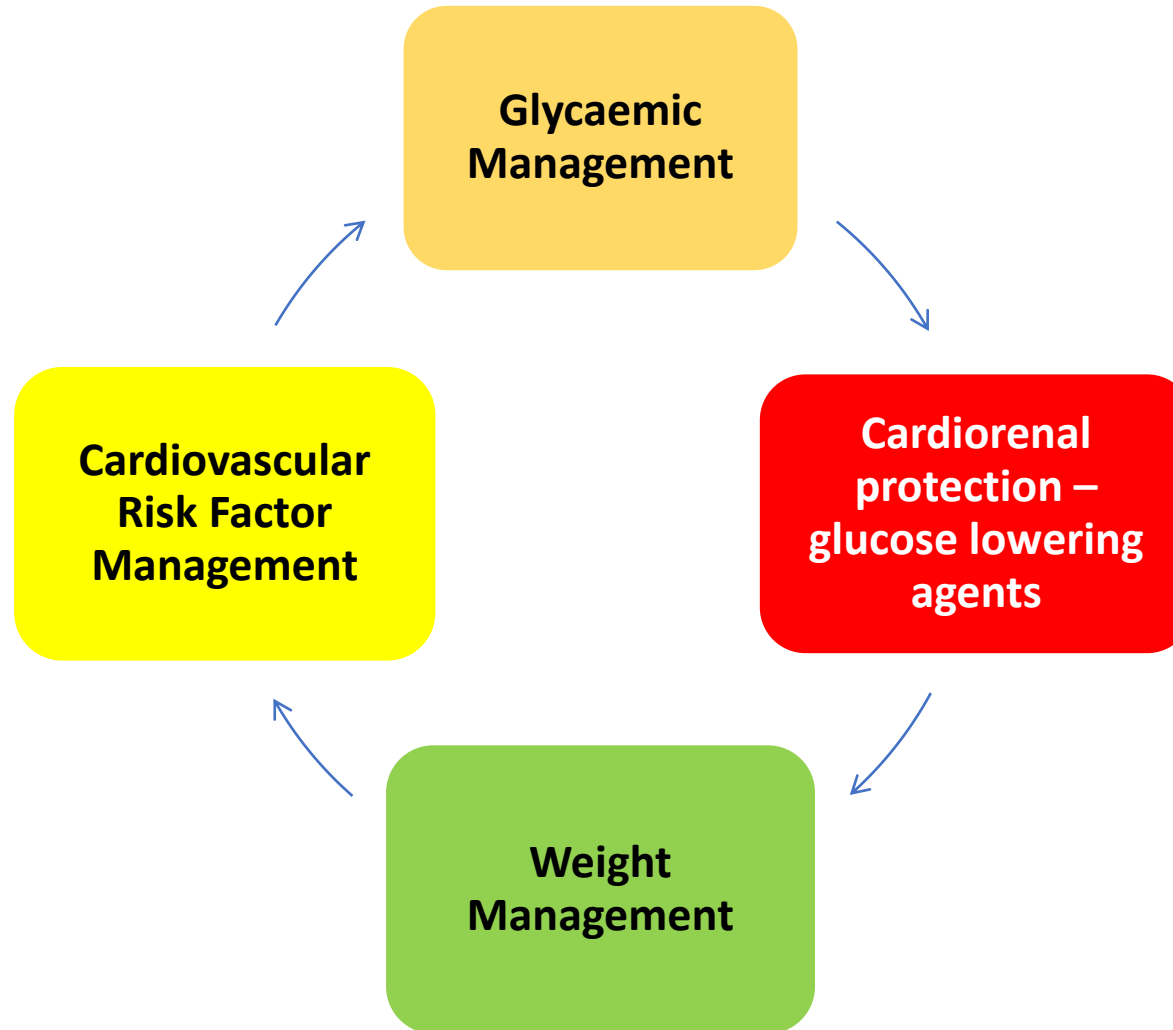 Glycaemic
Management
Cardiorenal
protection –
glucose lowering
agents
Weight
Management
Cardiovascular
Risk Factor
Management